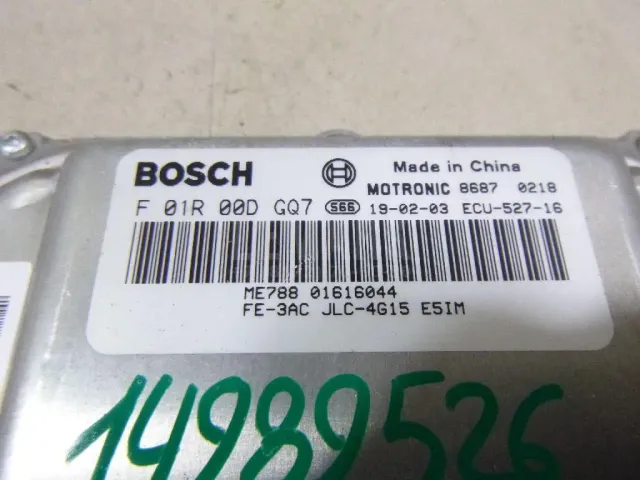 BOSCH
Made in China
MOTRONIC 8687 0218
F 01R 00D GQ7 S66 19-02-03 ECU-527-16
ME788 01616044
FE-3AC JLC-4G15 E5IM
14989526